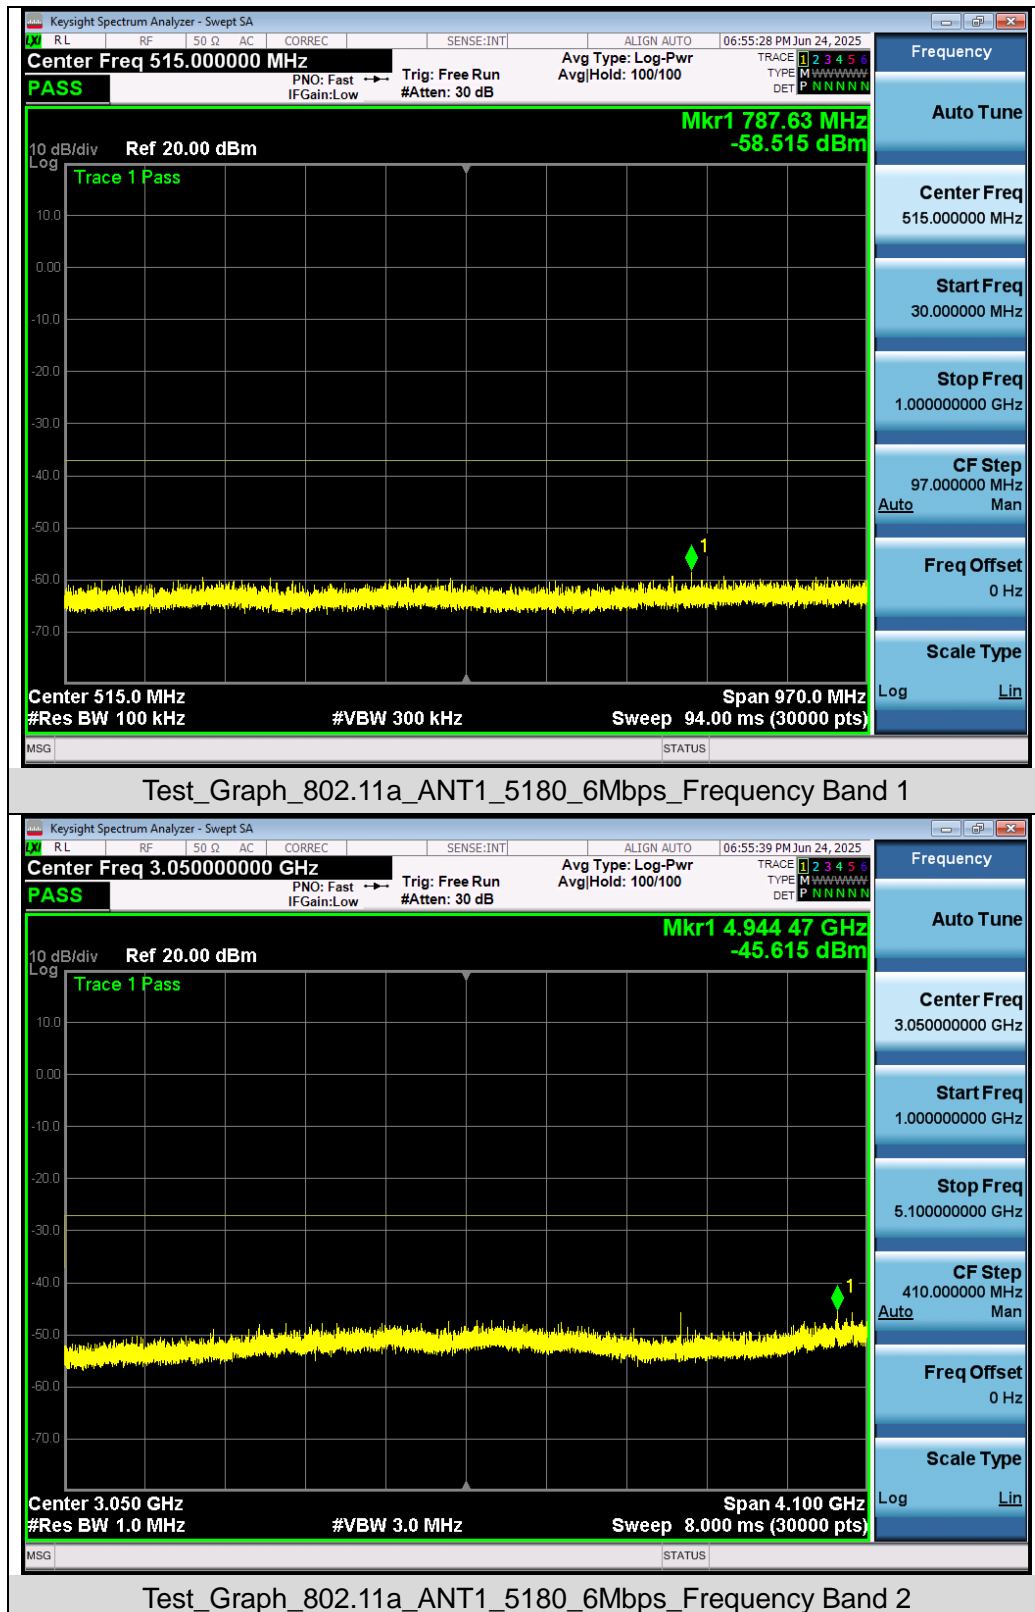 Keysight Spectrum Analyzer - Swept SA
LXI RL RF 50 Ω AC CORREC SENSE:INT ALIGN AUTO 06:55:28 PM Jun 24, 2025
Center Freq 515.000000 MHz
PASS
PNO: Fast
IFGain:Low
Trig: Free Run
#Atten: 30 dB
Avg Type: Log-Pwr
Avg|Hold: 100/100
TRACE 1 2 3 4 5 6
TYPE M WWWWW
DET P N N N N N
Mkr1 787.63 MHz
-58.515 dBm
10 dB/div Ref 20.00 dBm
Log
Trace 1 Pass
10.0
0.00
-10.0
-20.0
-30.0
-40.0
-50.0
-60.0
-70.0
1
Center 515.0 MHz Span 970.0 MHz
#Res BW 100 kHz #VBW 300 kHz Sweep 94.00 ms (30000 pts)
MSG STATUS
Frequency
Auto Tune
Center Freq
515.000000 MHz
Start Freq
30.000000 MHz
Stop Freq
1.000000000 GHz
CF Step
97.000000 MHz
Auto Man
Freq Offset
0 Hz
Scale Type
Log Lin
Test_Graph_802.11a_ANT1_5180_6Mbps_Frequency Band 1
Keysight Spectrum Analyzer - Swept SA
LXI RL RF 50 Ω AC CORREC SENSE:INT ALIGN AUTO 06:55:39 PM Jun 24, 2025
Center Freq 3.050000000 GHz
PASS
PNO: Fast
IFGain:Low
Trig: Free Run
#Atten: 30 dB
Avg Type: Log-Pwr
Avg|Hold: 100/100
TRACE 1 2 3 4 5 6
TYPE M WWWWW
DET P N N N N N
Mkr1 4.944 47 GHz
-45.615 dBm
10 dB/div Ref 20.00 dBm
Log
Trace 1 Pass
10.0
0.00
-10.0
-20.0
-30.0
-40.0
-50.0
-60.0
-70.0
1
Center 3.050 GHz Span 4.100 GHz
#Res BW 1.0 MHz #VBW 3.0 MHz Sweep 8.000 ms (30000 pts)
MSG STATUS
Frequency
Auto Tune
Center Freq
3.050000000 GHz
Start Freq
1.000000000 GHz
Stop Freq
5.100000000 GHz
CF Step
410.000000 MHz
Auto Man
Freq Offset
0 Hz
Scale Type
Log Lin
Test_Graph_802.11a_ANT1_5180_6Mbps_Frequency Band 2